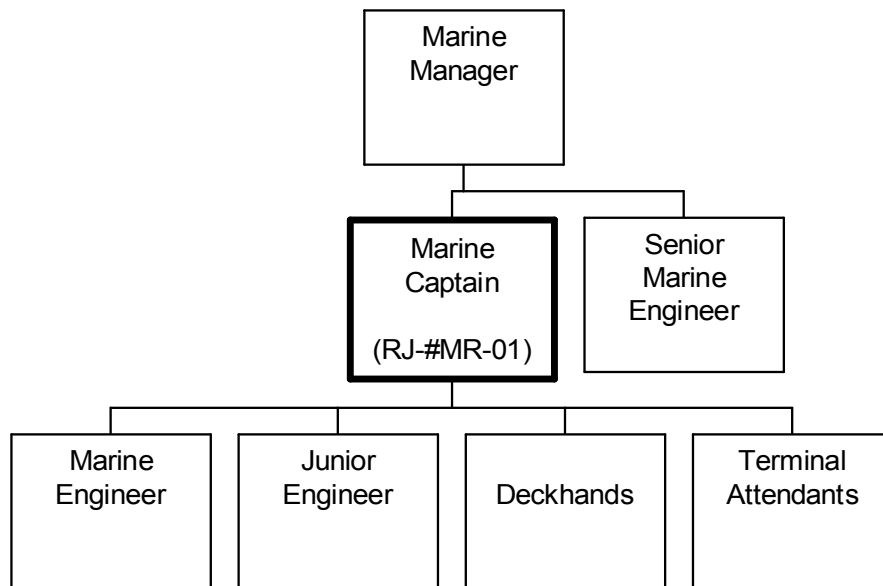 Marine
Manager
Marine
Captain
(RJ-#MR-01)
Senior
Marine
Engineer
Marine
Engineer
Junior
Engineer
Deckhands
Terminal
Attendants